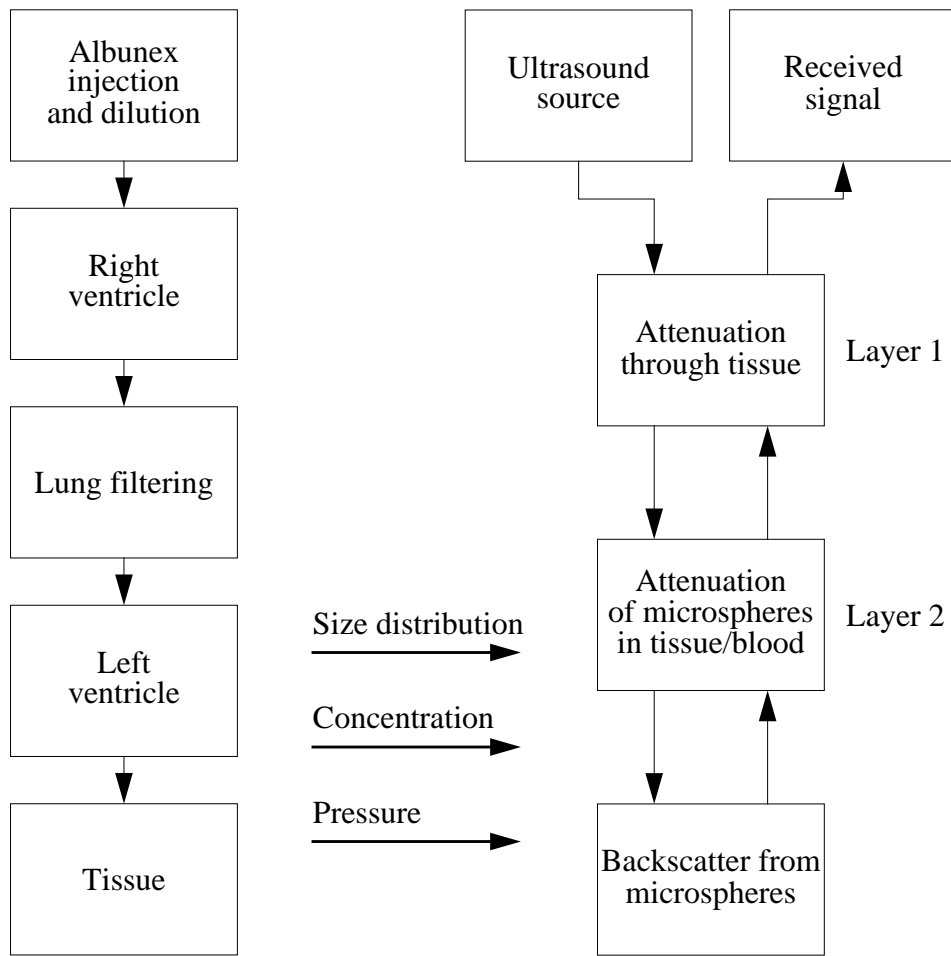 Albunex
injection
and dilution
Right
ventricle
Lung filtering
Left
ventricle
Tissue
Size distribution
Concentration
Pressure
Ultrasound
source
Received
signal
Attenuation
through tissue
Layer 1
Attenuation
of microspheres
in tissue/blood
Layer 2
Backscatter from
microspheres